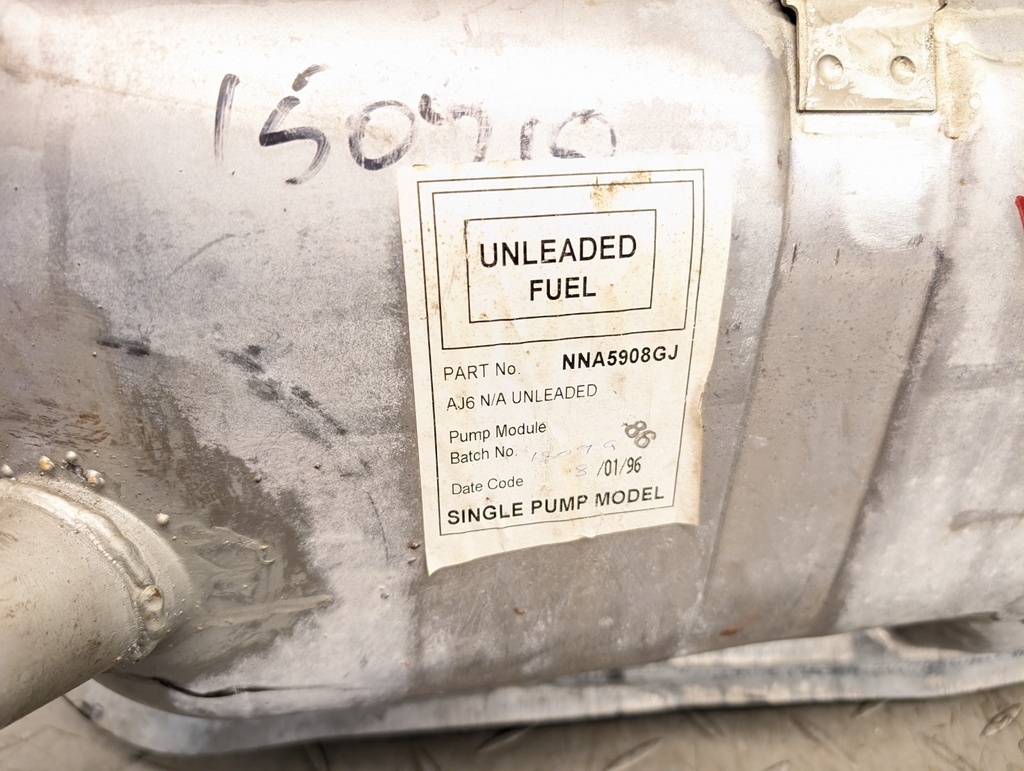 UNLEADED
FUEL
PART No. NNA5908GJ
AJ6 N/A UNLEADED
Pump Module
Batch No.
86
Date Code 8/01/96
SINGLE PUMP MODEL